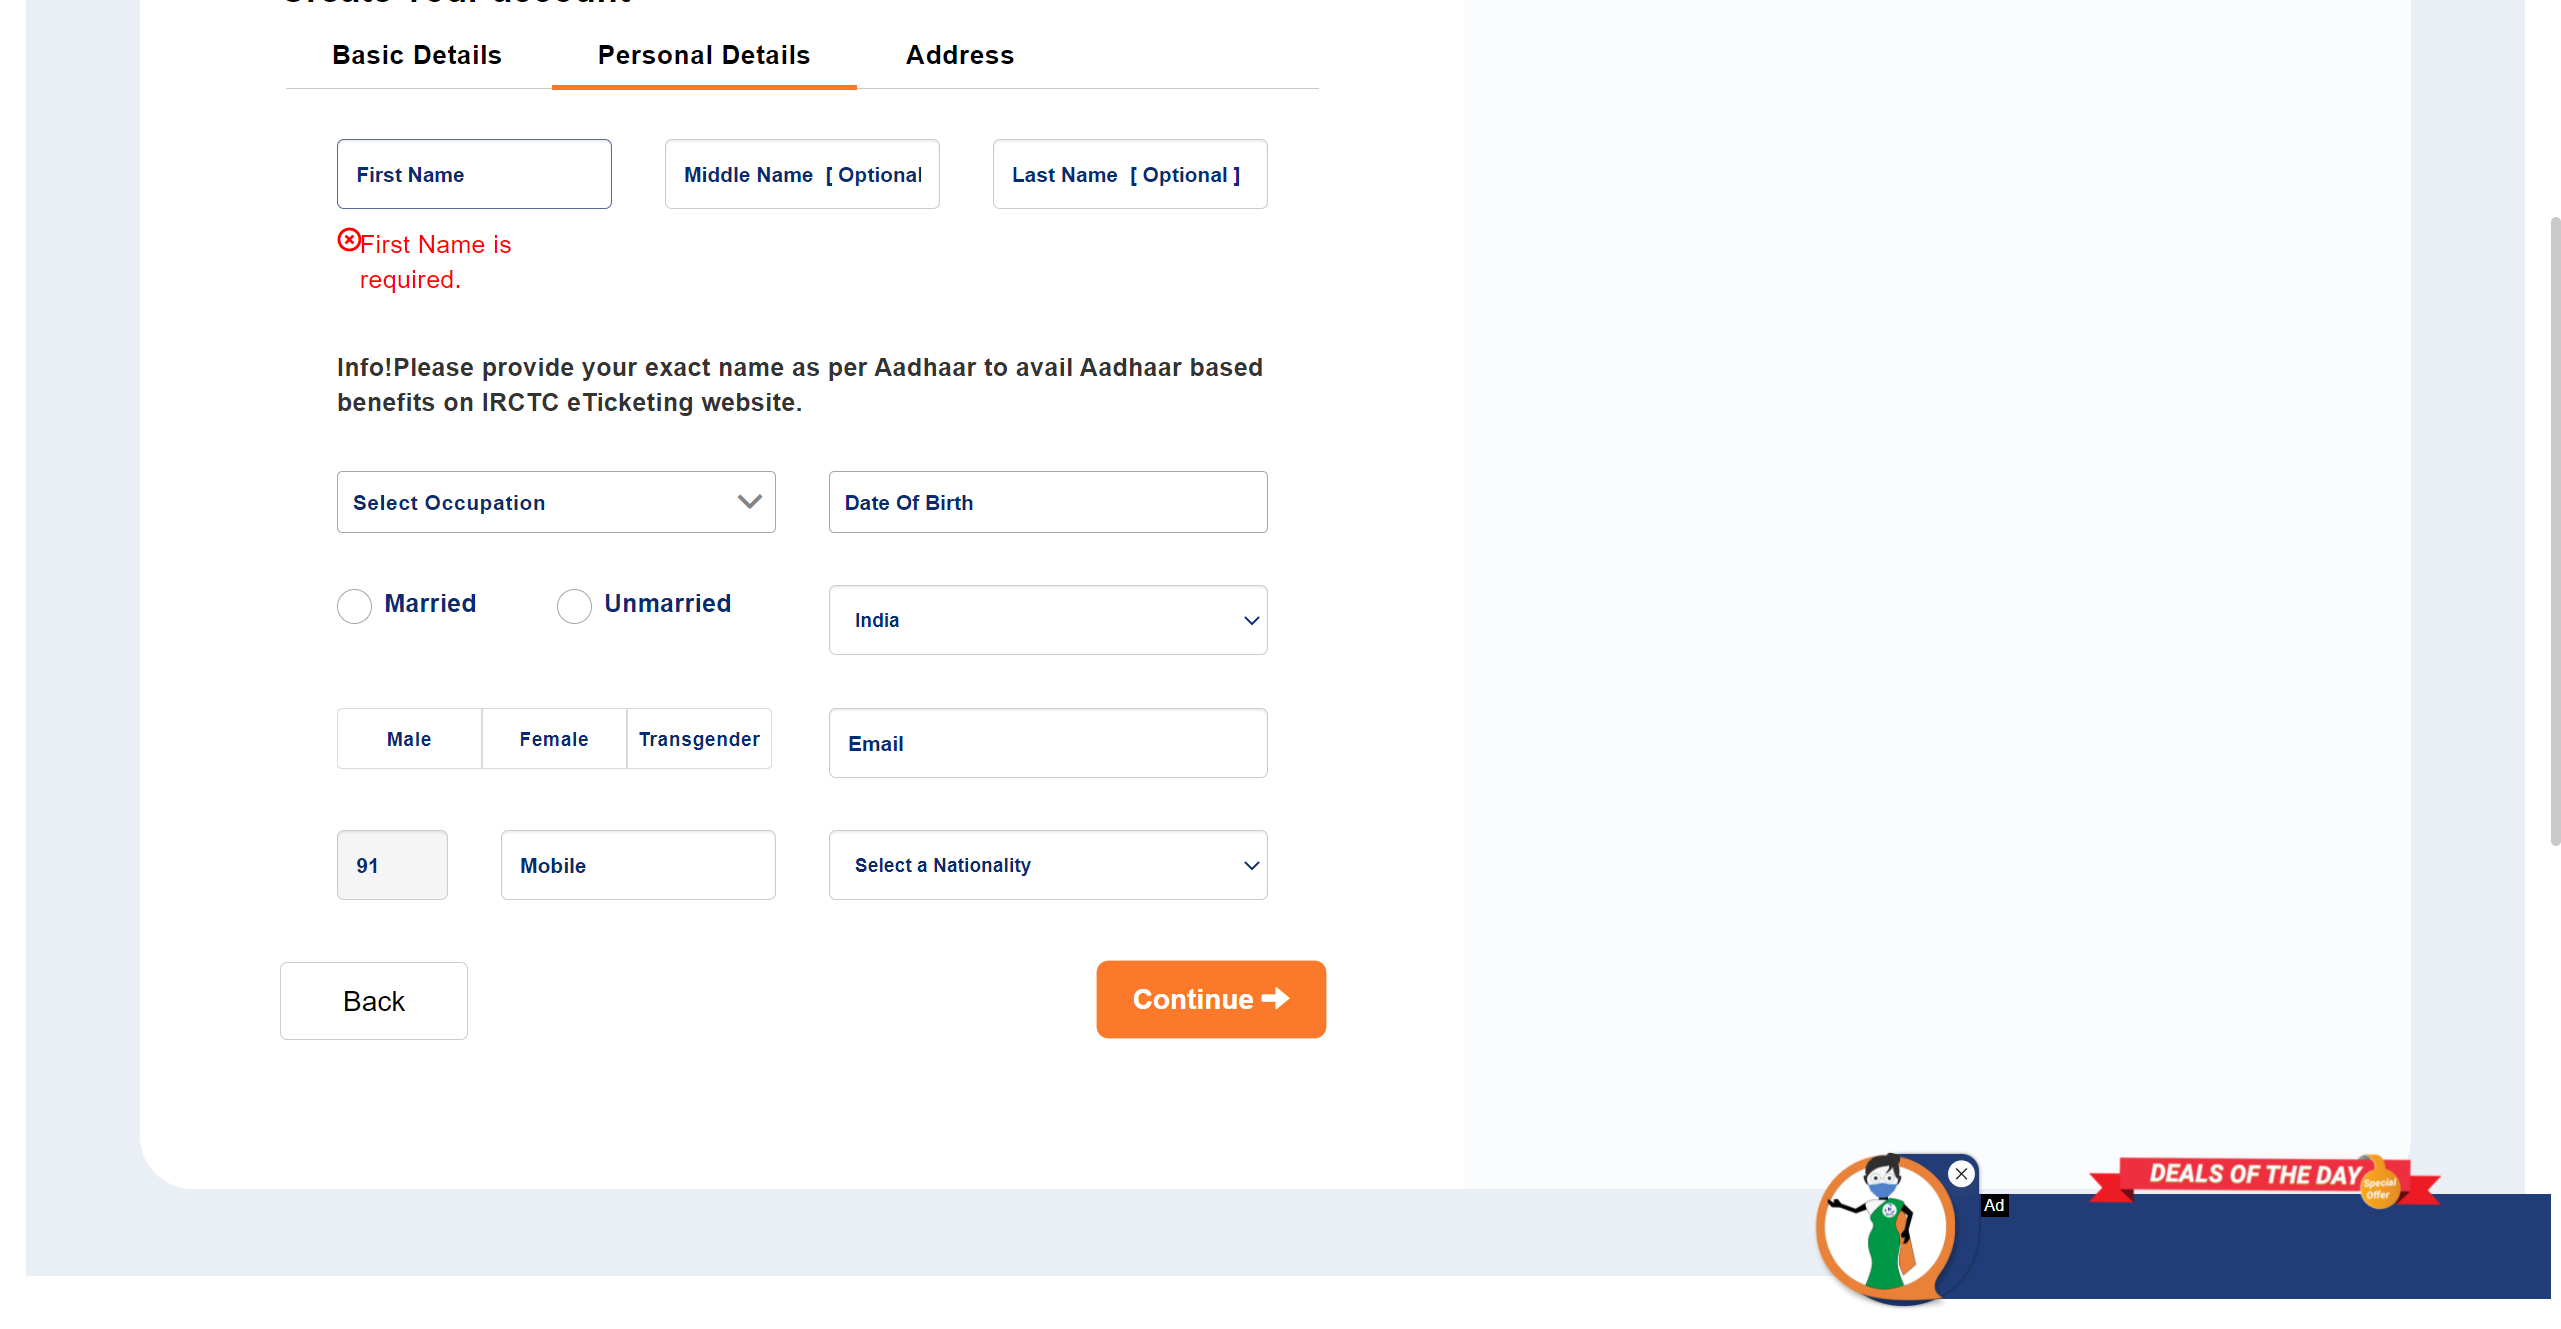 Create Your account
Basic Details Personal Details Address
First Name Middle Name [ Optional Last Name [ Optional ]
First Name is
required.
Info!Please provide your exact name as per Aadhaar to avail Aadhaar based
benefits on IRCTC eTicketing website.
Select Occupation Date Of Birth
Married Unmarried India
Male Female Transgender Email
91 Mobile Select a Nationality
Back Continue
DEALS OF THE DAY
Special
Offer
Ad